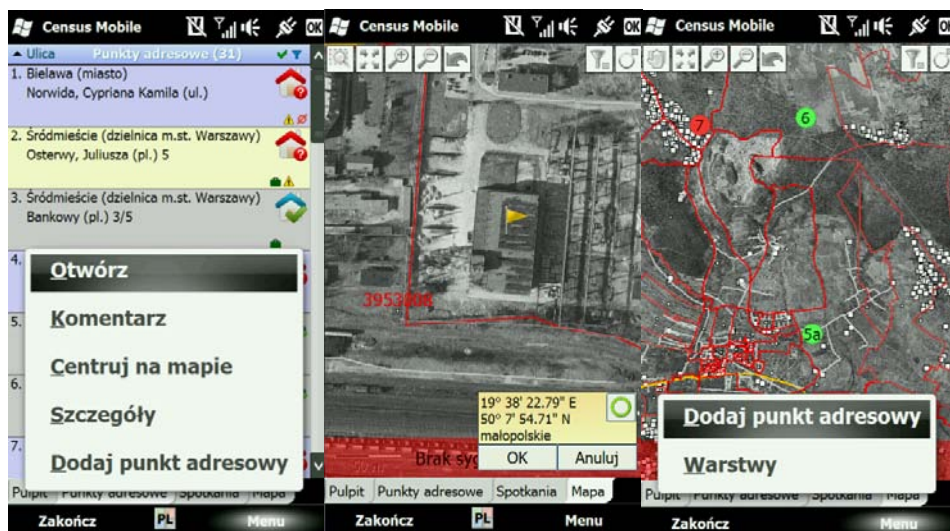 Census Mobile
OK
Ulica Punkty adresowe (31)
1. Bielawa (miasto)
Norwida, Cypriana Kamila (ul.)
2. Śródmieście (dzielnica m.st. Warszawy)
Osterwy, Juliusza (pl.) 5
3. Śródmieście (dzielnica m.st. Warszawy)
Bankowy (pl.) 3/5
4.
5.
6.
7.
Otwórz
Komentarz
Centruj na mapie
Szczegóły
Dodaj punkt adresowy
Pulpit Punkty adresowe Spotkania Mapa
Zakończ PL Menu
Census Mobile
OK
19° 38' 22.79" E
50° 7' 54.71" N
małopolskie
Brak
OK Anuluj
Pulpit Punkty adresowe Spotkania Mapa
Zakończ PL Menu
Census Mobile
OK
7
6
5a
Dodaj punkt adresowy
Warstwy
Pulpit Punkty adresowe Spotkania Mapa
Zakończ Menu